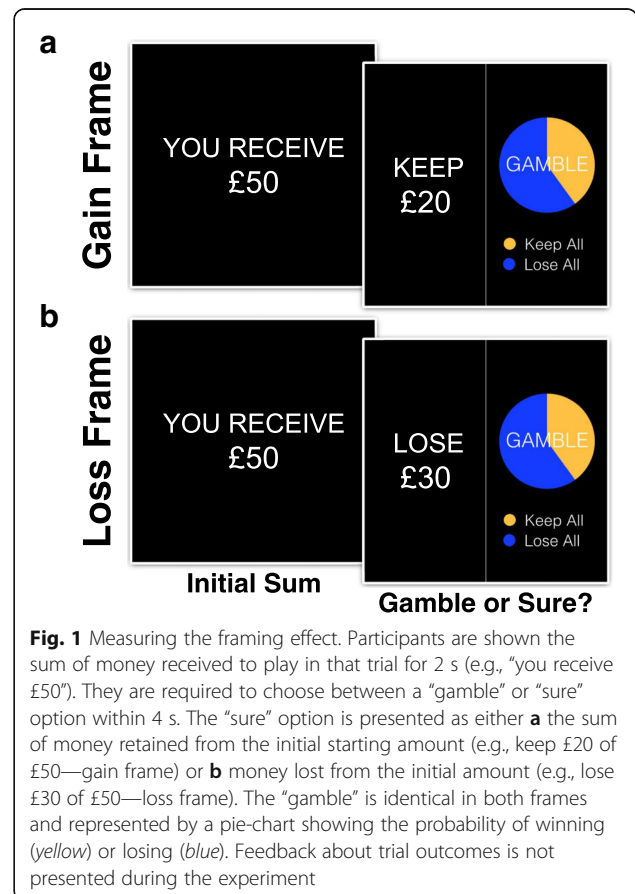 a
Gain Frame
YOU RECEIVE
£50
KEEP
£20
GAMBLE
Keep All
Lose All
b
Loss Frame
YOU RECEIVE
£50
LOSE
£30
GAMBLE
Keep All
Lose All
Initial Sum
Gamble or Sure?
Fig. 1 Measuring the framing effect. Participants are shown the
sum of money received to play in that trial for 2 s (e.g., “you receive
£50”). They are required to choose between a “gamble” or “sure”
option within 4 s. The “sure” option is presented as either a the sum
of money retained from the initial starting amount (e.g., keep £20 of
£50—gain frame) or b money lost from the initial amount (e.g., lose
£30 of £50—loss frame). The “gamble” is identical in both frames
and represented by a pie-chart showing the probability of winning
(yellow) or losing (blue). Feedback about trial outcomes is not
presented during the experiment